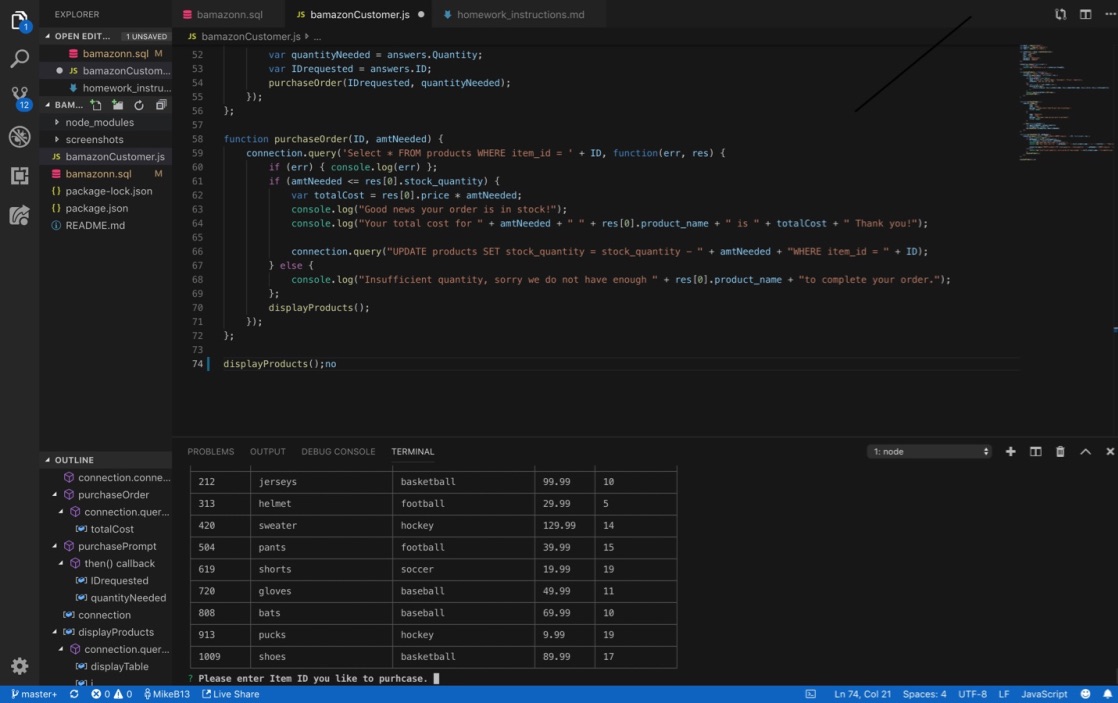 EXPLORER
OPEN EDIT... 1 UNSAVED
bamazonn.sql M
JS bamazonCustom...
homework_instru...
BAM...
node_modules
screenshots
JS bamazonCustomer.js
bamazonn.sql M
{} package-lock.json
{} package.json
README.md
OUTLINE
connection.conne...
purchaseOrder
connection.quer...
totalCost
purchasePrompt
then() callback
IDrequested
quantityNeeded
connection
displayProducts
connection.quer...
displayTable
i
1
12
bamazonn.sql
JS bamazonCustomer.js
homework_instructions.md
JS bamazonCustomer.js ▸ ...
52 var quantityNeeded = answers.Quantity;
53 var IDrequested = answers.ID;
54 purchaseOrder(IDrequested, quantityNeeded);
55 });
56 };
57
58 function purchaseOrder(ID, amtNeeded) {
59 connection.query('Select * FROM products WHERE item_id = ' + ID, function(err, res) {
60 if (err) { console.log(err) };
61 if (amtNeeded <= res[0].stock_quantity) {
62 var totalCost = res[0].price * amtNeeded;
63 console.log("Good news your order is in stock!");
64 console.log("Your total cost for " + amtNeeded + " " + res[0].product_name + " is " + totalCost + " Thank you!");
65
66 connection.query("UPDATE products SET stock_quantity = stock_quantity - " + amtNeeded + "WHERE item_id = " + ID);
67 } else {
68 console.log("Insufficient quantity, sorry we do not have enough " + res[0].product_name + "to complete your order.");
69 };
70 displayProducts();
71 });
72 };
73
74 displayProducts();no
PROBLEMS OUTPUT DEBUG CONSOLE TERMINAL 1: node
212 jerseys basketball 99.99 10
313 helmet football 29.99 5
420 sweater hockey 129.99 14
504 pants football 39.99 15
619 shorts soccer 19.99 19
720 gloves baseball 49.99 11
808 bats baseball 69.99 10
913 pucks hockey 9.99 19
1009 shoes basketball 89.99 17
? Please enter Item ID you like to purhcase.
master+ 0 0 MikeB13 Live Share Ln 74, Col 21 Spaces: 4 UTF-8 LF JavaScript